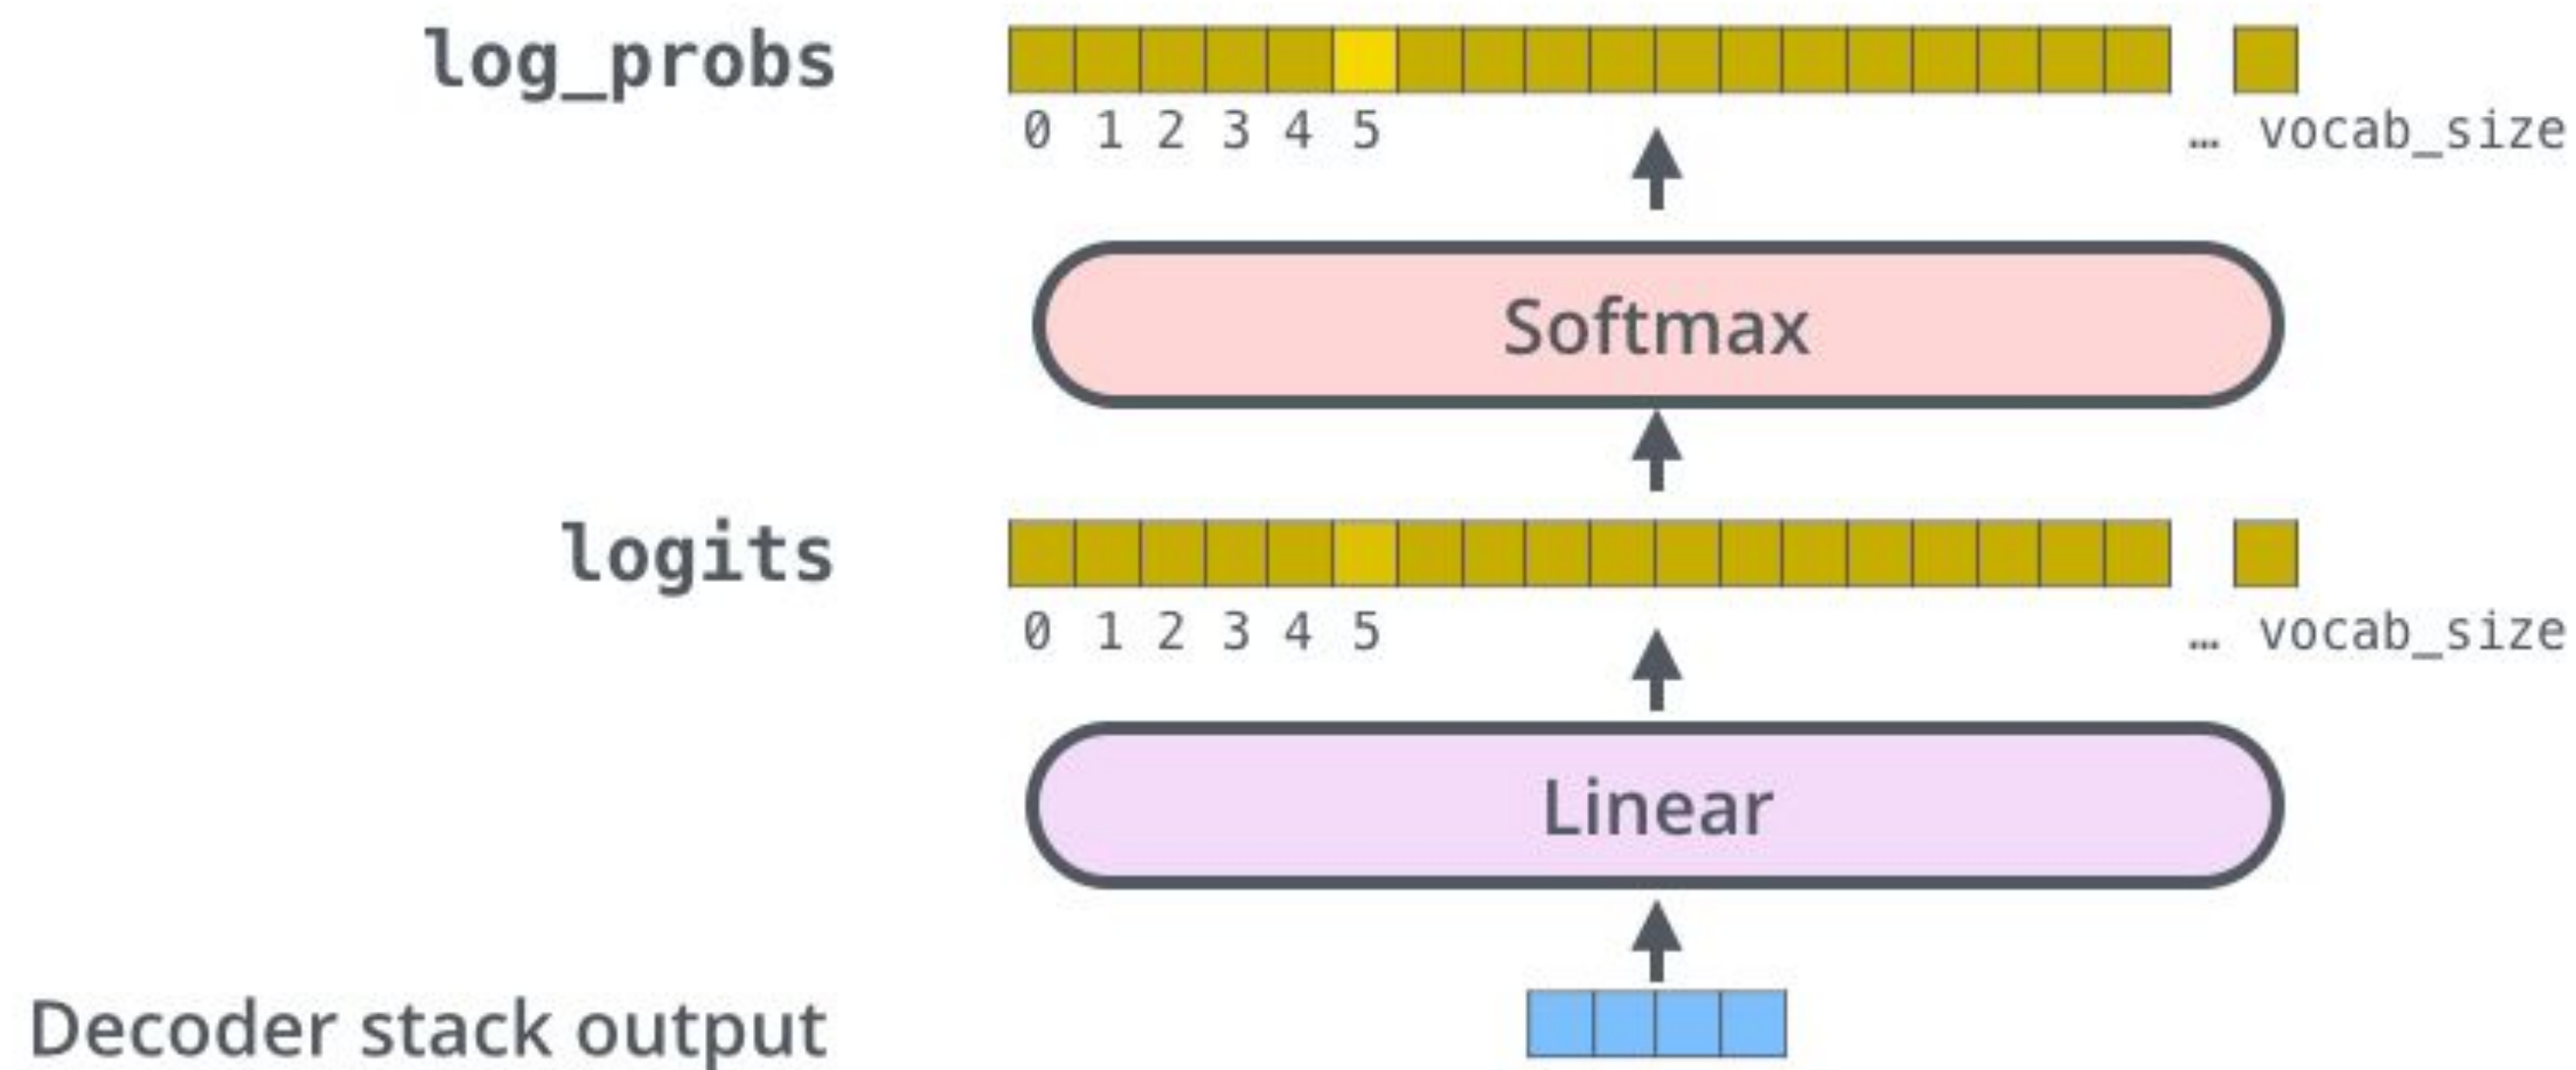 log_probs
0 1 2 3 4 5 … vocab_size
Softmax
logits
0 1 2 3 4 5 … vocab_size
Linear
Decoder stack output